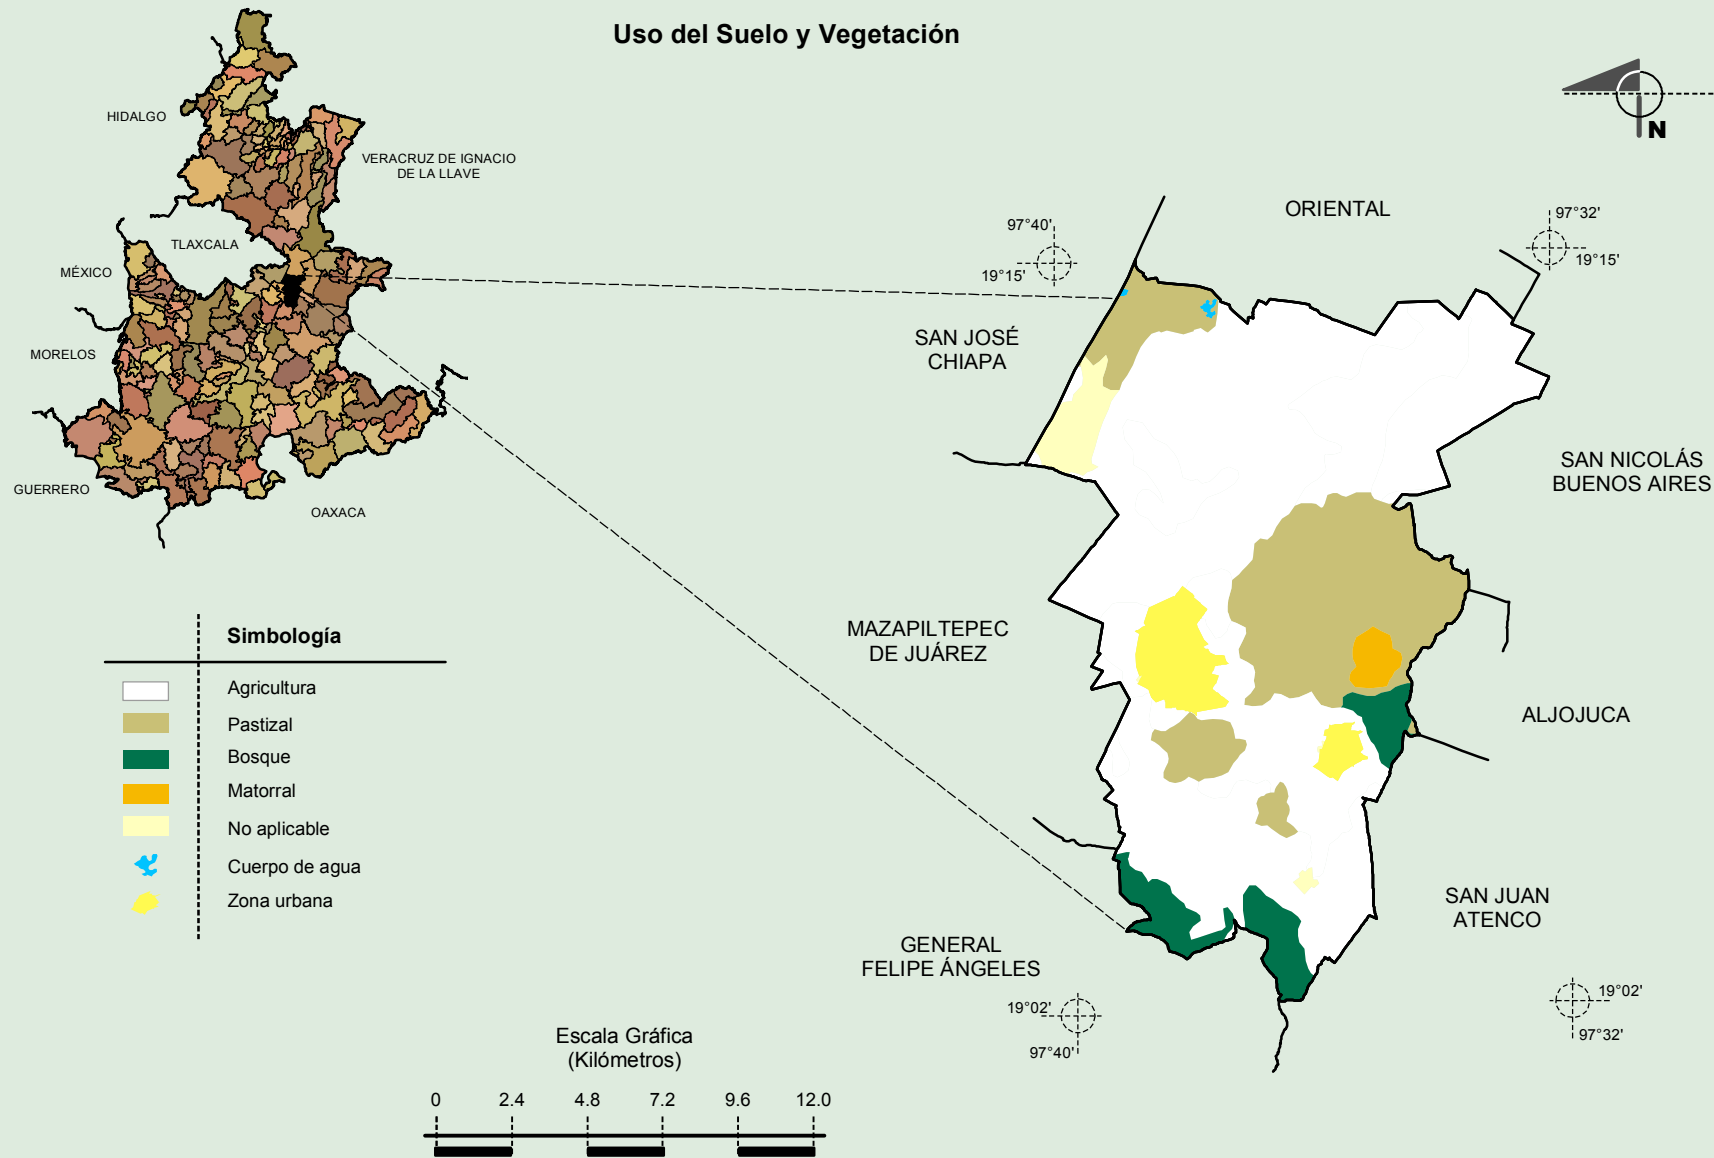 Uso del Suelo y Vegetación
N
HIDALGO
VERACRUZ DE IGNACIO
DE LA LLAVE
TLAXCALA
MÉXICO
MORELOS
GUERRERO
OAXACA
ORIENTAL
97°40'
19°15'
97°32'
19°15'
SAN JOSÉ
CHIAPA
SAN NICOLÁS
BUENOS AIRES
MAZAPILTEPEC
DE JUÁREZ
ALJOJUCA
SAN JUAN
ATENCO
GENERAL
FELIPE ÁNGELES
19°02'
97°40'
19°02'
97°32'
Simbología
Agricultura
Pastizal
Bosque
Matorral
No aplicable
Cuerpo de agua
Zona urbana
Escala Gráfica
(Kilómetros)
0 2.4 4.8 7.2 9.6 12.0